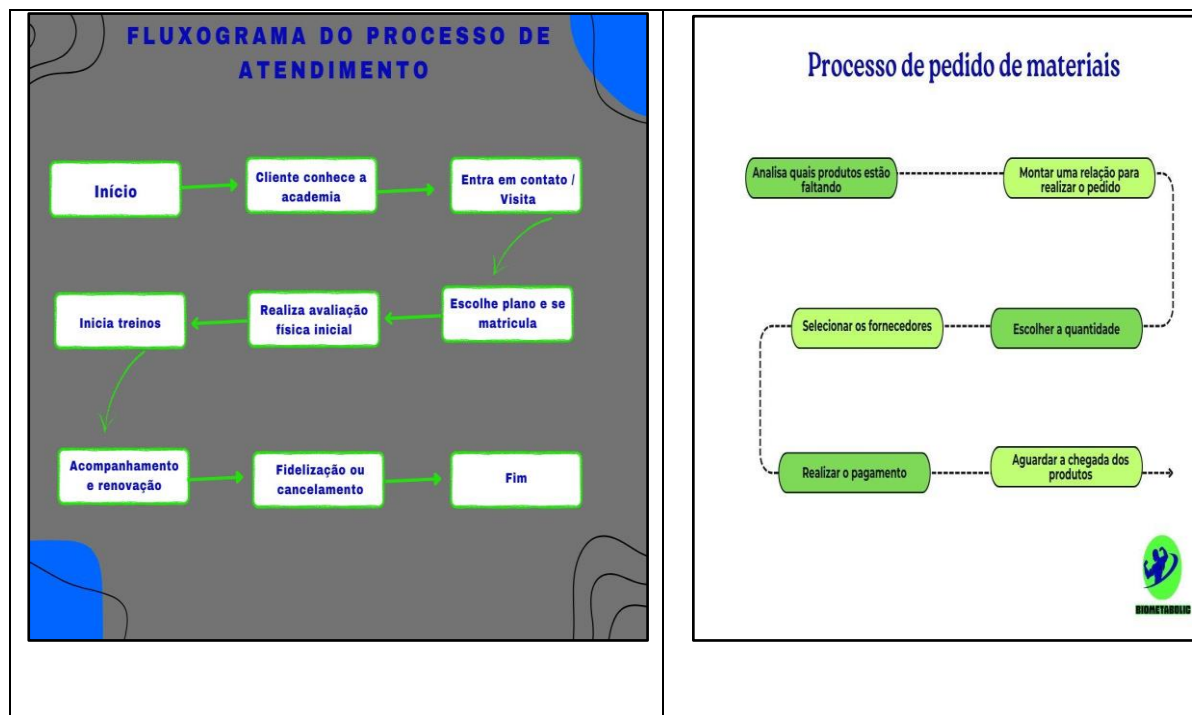 FLUXOGRAMA DO PROCESSO DE
ATENDIMENTO
Início
Cliente conhece a
academia
Entra em contato /
Visita
Escolhe plano e se
matricula
Realiza avaliação
física inicial
Inicia treinos
Acompanhamento
e renovação
Fidelização ou
cancelamento
Fim
Processo de pedido de materiais
Analisa quais produtos estão
faltando
Montar uma relação para
realizar o pedido
Escolher a quantidade
Selecionar os fornecedores
Realizar o pagamento
Aguardar a chegada dos
produtos
BIOMETABOLIC